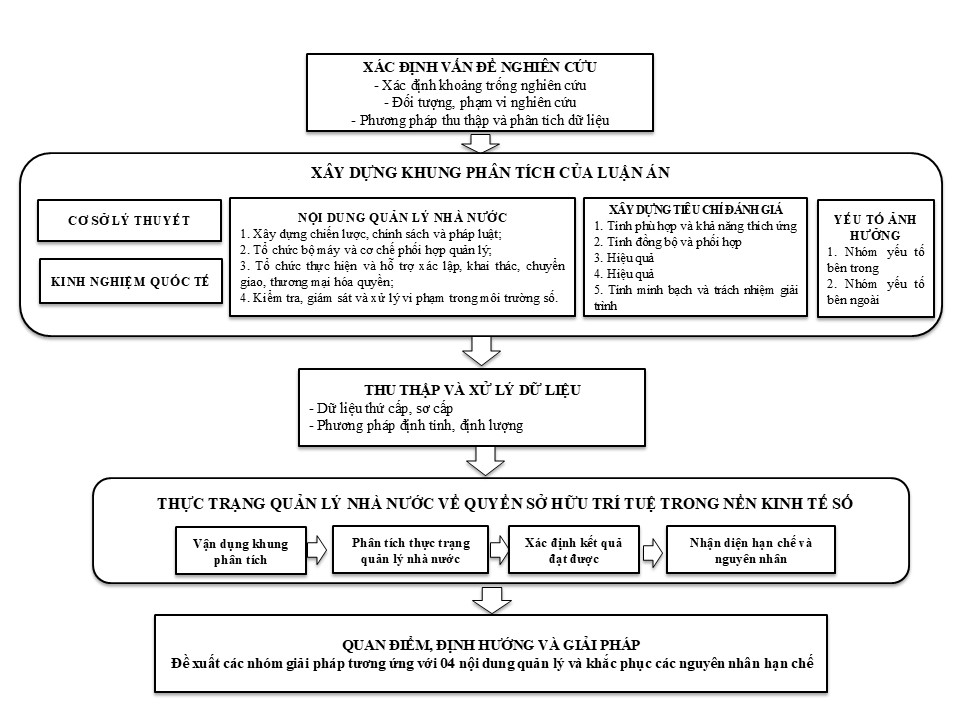 XÁC ĐỊNH VẤN ĐỀ NGHIÊN CỨU
- Xác định khoảng trống nghiên cứu
- Đối tượng, phạm vi nghiên cứu
- Phương pháp thu thập và phân tích dữ liệu
XÂY DỰNG KHUNG PHÂN TÍCH CỦA LUẬN ÁN
CƠ SỞ LÝ THUYẾT
KINH NGHIỆM QUỐC TẾ
NỘI DUNG QUẢN LÝ NHÀ NƯỚC
1. Xây dựng chiến lược, chính sách và pháp luật;
2. Tổ chức bộ máy và cơ chế phối hợp quản lý;
3. Tổ chức thực hiện và hỗ trợ xác lập, khai thác, chuyển
giao, thương mại hóa quyền;
4. Kiểm tra, giám sát và xử lý vi phạm trong môi trường số.
XÂY DỰNG TIÊU CHÍ ĐÁNH GIÁ
1. Tính phù hợp và khả năng thích ứng
2. Tính đồng bộ và phối hợp
3. Hiệu quả
4. Hiệu quả
5. Tính minh bạch và trách nhiệm giải
trình
YẾU TỐ ẢNH
HƯỞNG
1. Nhóm yếu tố
bên trong
2. Nhóm yếu tố
bên ngoài
THU THẬP VÀ XỬ LÝ DỮ LIỆU
- Dữ liệu thứ cấp, sơ cấp
- Phương pháp định tính, định lượng
THỰC TRẠNG QUẢN LÝ NHÀ NƯỚC VỀ QUYỀN SỞ HỮU TRÍ TUỆ TRONG NỀN KINH TẾ SỐ
Vận dụng khung
phân tích
Phân tích thực trạng
quản lý nhà nước
Xác định kết quả
đạt được
Nhận diện hạn chế và
nguyên nhân
QUAN ĐIỂM, ĐỊNH HƯỚNG VÀ GIẢI PHÁP
Đề xuất các nhóm giải pháp tương ứng với 04 nội dung quản lý và khắc phục các nguyên nhân hạn chế